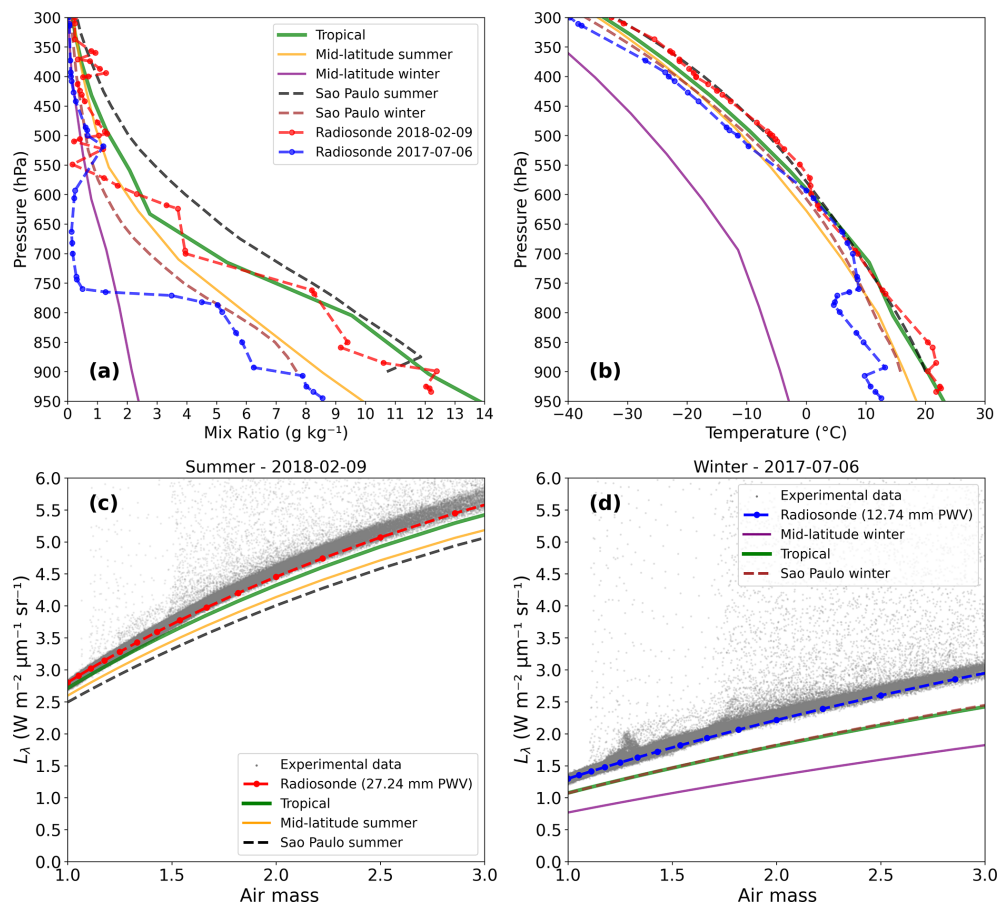 300
350
400
450
500
550
600
650
700
750
800
850
900
950
Pressure (hPa)
Tropical
Mid-latitude summer
Mid-latitude winter
Sao Paulo summer
Sao Paulo winter
Radiosonde 2018-02-09
Radiosonde 2017-07-06
(a)
0 1 2 3 4 5 6 7 8 9 10 11 12 13 14
Mix Ratio (g kg⁻¹)
300
350
400
450
500
550
600
650
700
750
800
850
900
950
Pressure (hPa)
(b)
−40 −30 −20 −10 0 10 20 30
Temperature (°C)
Summer - 2018-02-09
6.0
5.5
5.0
4.5
4.0
3.5
3.0
2.5
2.0
1.5
1.0
0.5
0.0
Lλ (W m⁻² μm⁻¹ sr⁻¹)
(c)
Experimental data
Radiosonde (27.24 mm PWV)
Tropical
Mid-latitude summer
Sao Paulo summer
1.0 1.5 2.0 2.5 3.0
Air mass
Winter - 2017-07-06
6.0
5.5
5.0
4.5
4.0
3.5
3.0
2.5
2.0
1.5
1.0
0.5
0.0
Lλ (W m⁻² μm⁻¹ sr⁻¹)
(d)
Experimental data
Radiosonde (12.74 mm PWV)
Mid-latitude winter
Tropical
Sao Paulo winter
1.0 1.5 2.0 2.5 3.0
Air mass